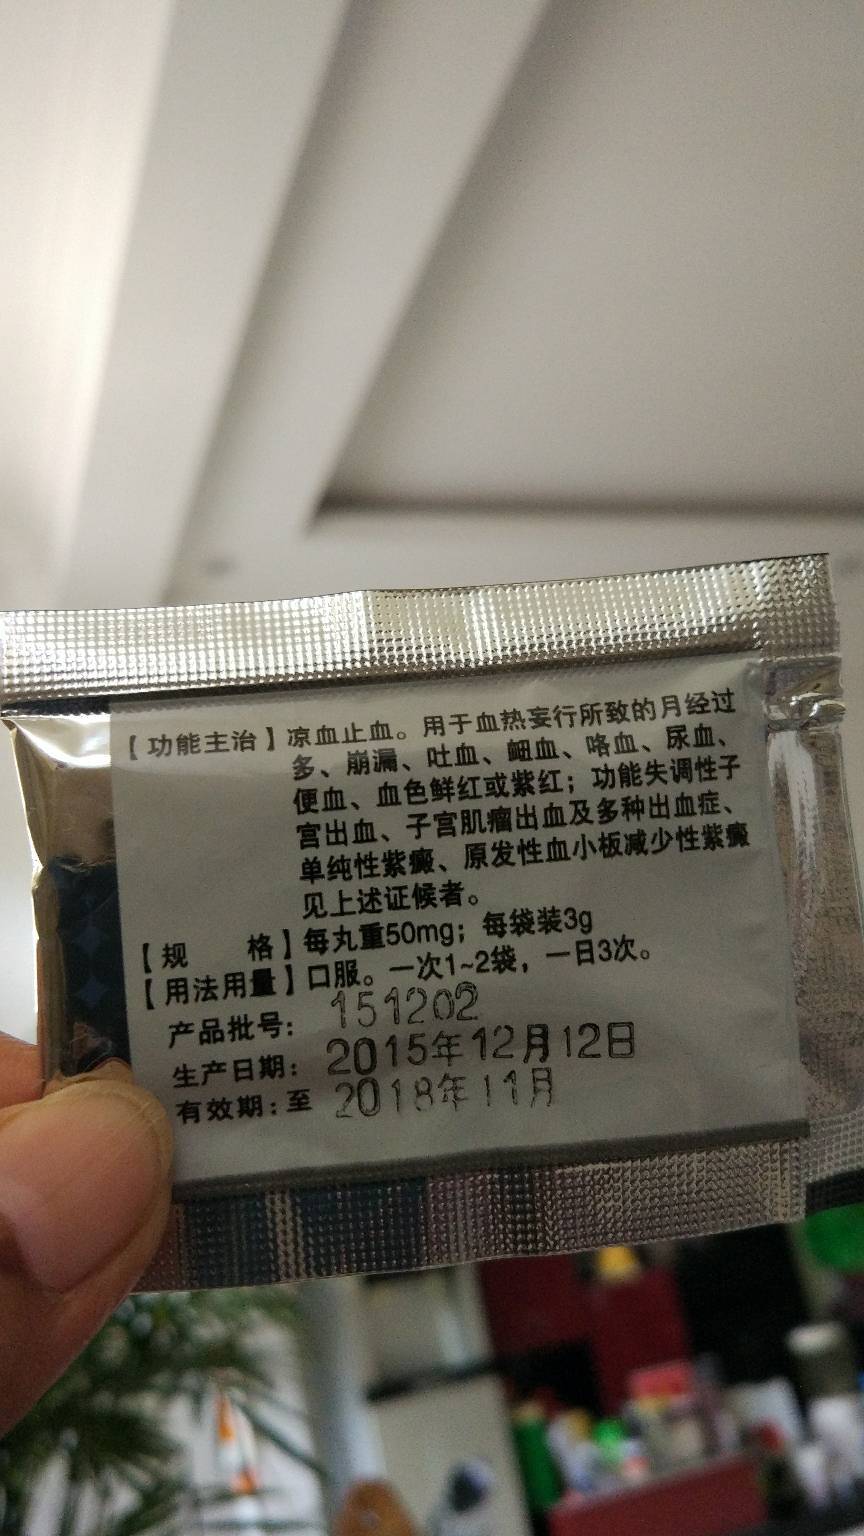 【功能主治】凉血止血。用于血热妄行所致的月经过
多、崩漏、吐血、衄血、咯血、尿血、
便血、血色鲜红或紫红；功能失调性子
宫出血、子宫肌瘤出血及多种出血症、
单纯性紫癜、原发性血小板减少性紫癜
见上述证候者。
【规　　格】每丸重50mg；每袋装3g
【用法用量】口服。一次1~2袋，一日3次。
产品批号： 151202
生产日期： 2015年12月12日
有效期：至 2018年11月